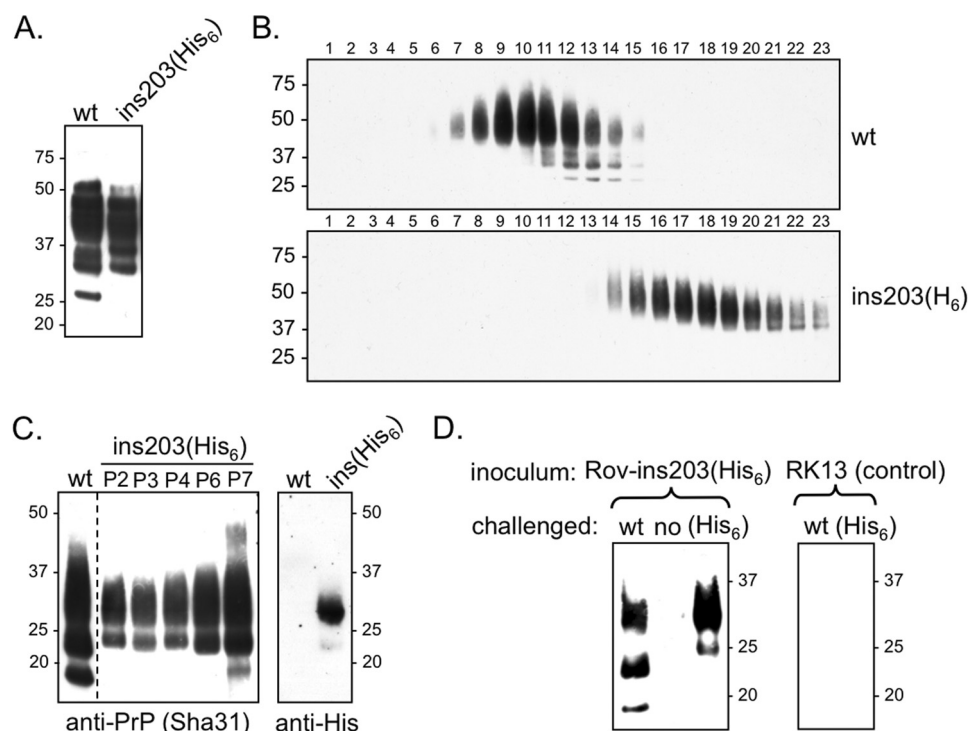 A.
wt ins203(His6)
75
50
37
25
20
B.
1 2 3 4 5 6 7 8 9 10 11 12 13 14 15 16 17 18 19 20 21 22 23
75
50
37
25
wt
1 2 3 4 5 6 7 8 9 10 11 12 13 14 15 16 17 18 19 20 21 22 23
75
50
37
25
ins203(H6)
C.
ins203(His6)
wt P2 P3 P4 P6 P7
50
37
25
20
anti-PrP (Sha31)
wt ins(His6)
50
37
25
20
anti-His
D.
inoculum: Rov-ins203(His6) RK13 (control)
challenged: wt no (His6) wt (His6)
37
25
20
37
25
20